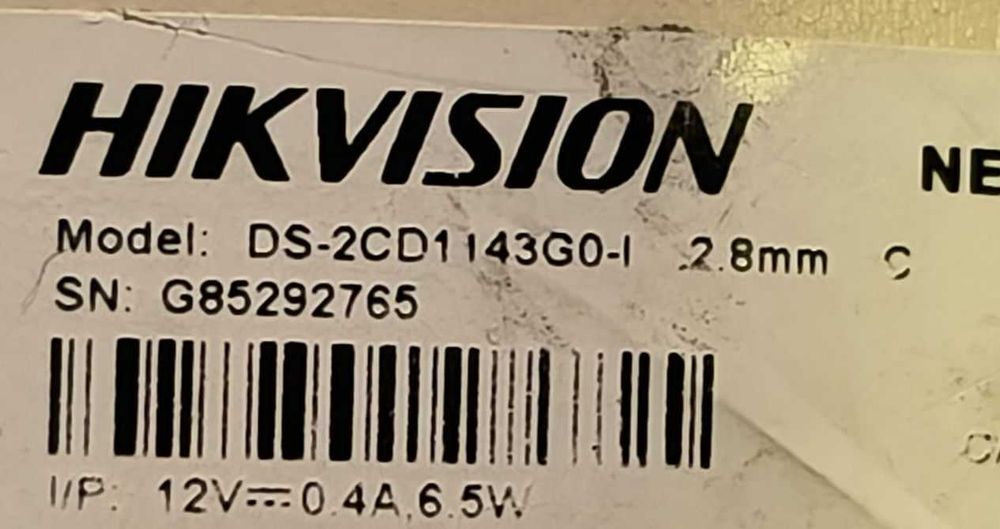 HIKVISION
NE
Model: DS-2CD1143G0-I 2.8mm C
SN: G85292765
I/P: 12V⎓0.4A,6.5W